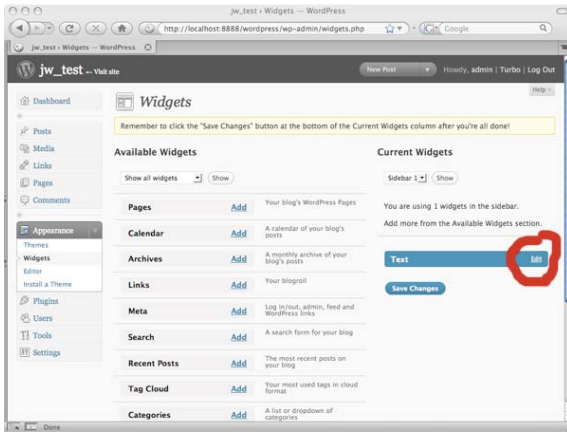 jw_test › Widgets — WordPress
http://localhost:8888/wordpress/wp-admin/widgets.php
Google
jw_test › Widgets — WordPress
jw_test ← Visit site
New Post
Howdy, admin | Turbo | Log Out
Help
Dashboard
Posts
Media
Links
Pages
Comments
Appearance
Themes
Widgets
Editor
Install a Theme
Plugins
Users
Tools
Settings
Widgets
Remember to click the "Save Changes" button at the bottom of the Current Widgets column after you're all done!
Available Widgets
Show all widgets
Show
Pages Add Your blog's WordPress Pages
Calendar Add A calendar of your blog's
posts
Archives Add A monthly archive of your
blog's posts
Links Add Your blogroll
Meta Add Log in/out, admin, feed and
WordPress links
Search Add A search form for your blog
Recent Posts Add The most recent posts on
your blog
Tag Cloud Add Your most used tags in cloud
format
Categories Add A list or dropdown of
categories
Current Widgets
Sidebar 1
Show
You are using 1 widgets in the sidebar.
Add more from the Available Widgets section.
Text Edit
Save Changes
Done